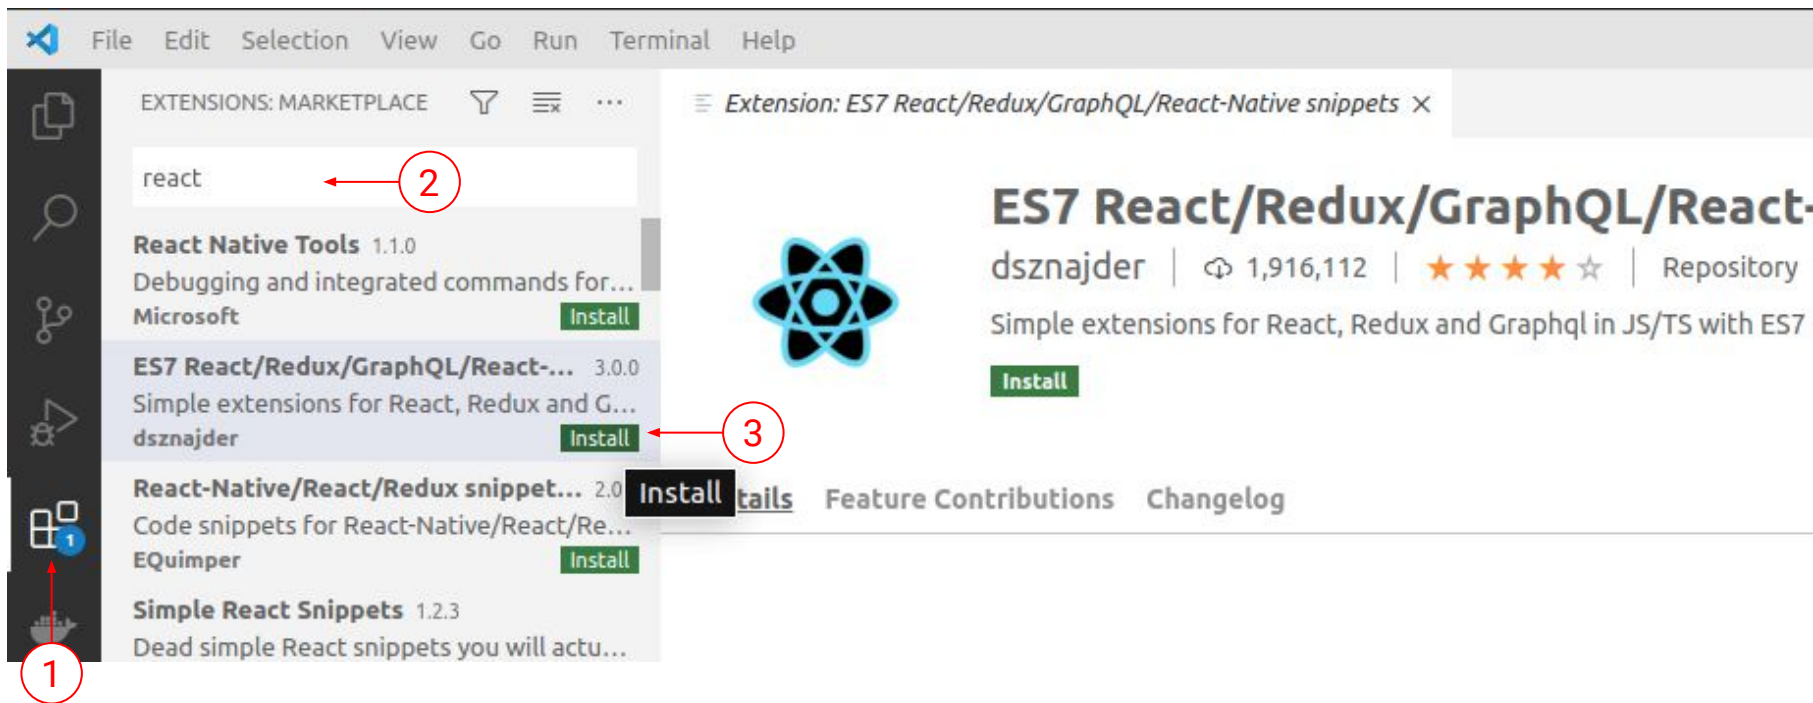 File Edit Selection View Go Run Terminal Help
EXTENSIONS: MARKETPLACE
react
2
React Native Tools 1.1.0
Debugging and integrated commands for...
Microsoft Install
ES7 React/Redux/GraphQL/React-... 3.0.0
Simple extensions for React, Redux and G...
dsznajder Install
3
React-Native/React/Redux snippet... 2.0
Code snippets for React-Native/React/Re...
EQuimper Install
Simple React Snippets 1.2.3
Dead simple React snippets you will actu...
1
1
Extension: ES7 React/Redux/GraphQL/React-Native snippets
ES7 React/Redux/GraphQL/React-
dsznajder 1,916,112 Repository
Simple extensions for React, Redux and Graphql in JS/TS with ES7
Install
Install
tails Feature Contributions Changelog